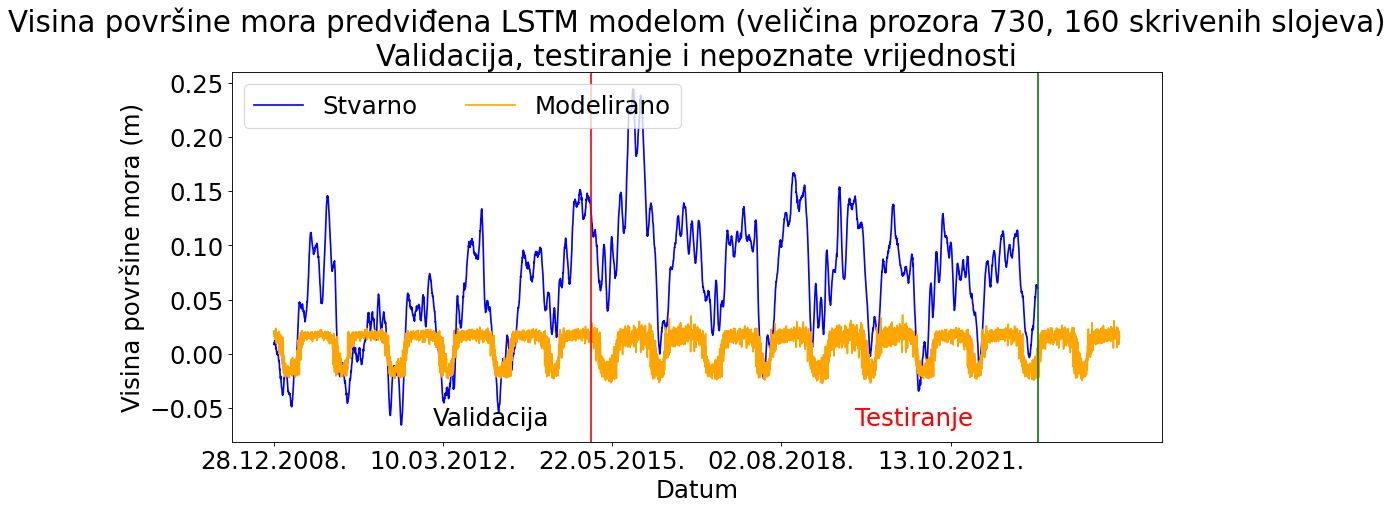 Visina površine mora predviđena LSTM modelom (veličina prozora 730, 160 skrivenih slojeva)
Validacija, testiranje i nepoznate vrijednosti
Stvarno
Modelirano
Visina površine mora (m)
0.25
0.20
0.15
0.10
0.05
0.00
−0.05
Validacija
Testiranje
28.12.2008.
10.03.2012.
22.05.2015.
02.08.2018.
13.10.2021.
Datum